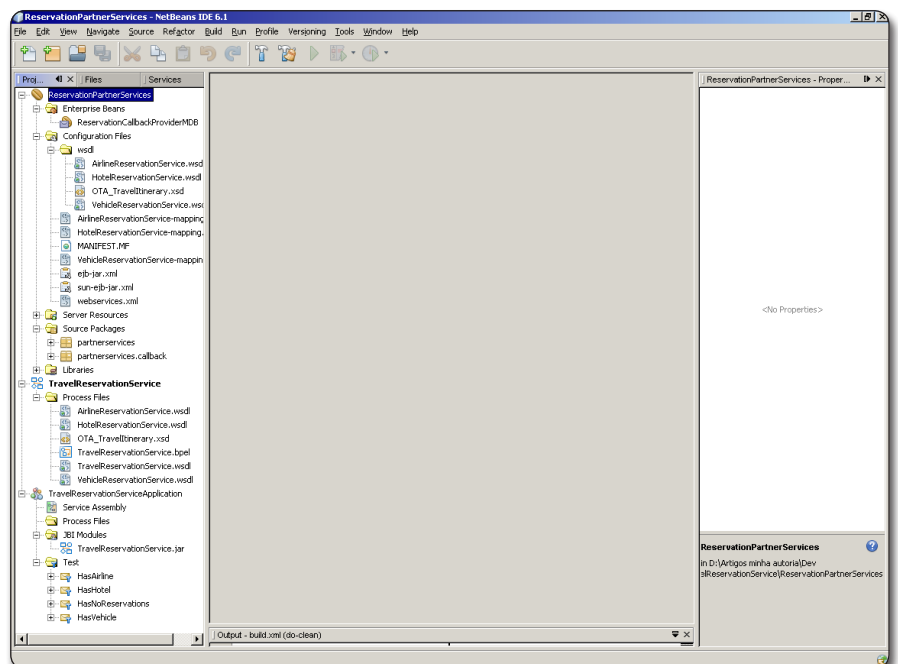 ReservationPartnerServices - NetBeans IDE 6.1
File Edit View Navigate Source Refactor Build Run Profile Versioning Tools Window Help
Proj... Files Services
ReservationPartnerServices
Enterprise Beans
ReservationCallbackProviderMDB
Configuration Files
wsdl
AirlineReservationService.wsd
HotelReservationService.wsdl
OTA_TravelItinerary.xsd
VehicleReservationService.wsd
AirlineReservationService-mapping
HotelReservationService-mapping.
MANIFEST.MF
VehicleReservationService-mappin
ejb-jar.xml
sun-ejb-jar.xml
webservices.xml
Server Resources
Source Packages
partnerservices
partnerservices.callback
Libraries
TravelReservationService
Process Files
AirlineReservationService.wsdl
HotelReservationService.wsdl
OTA_TravelItinerary.xsd
TravelReservationService.bpel
TravelReservationService.wsdl
VehicleReservationService.wsdl
TravelReservationServiceApplication
Service Assembly
Process Files
JBI Modules
TravelReservationService.jar
Test
HasAirline
HasHotel
HasNoReservations
HasVehicle
Output - build.xml (do-clean)
ReservationPartnerServices - Proper...
<No Properties>
ReservationPartnerServices
in D:\Artigos minha autoria\Dev
elReservationService\ReservationPartnerServices